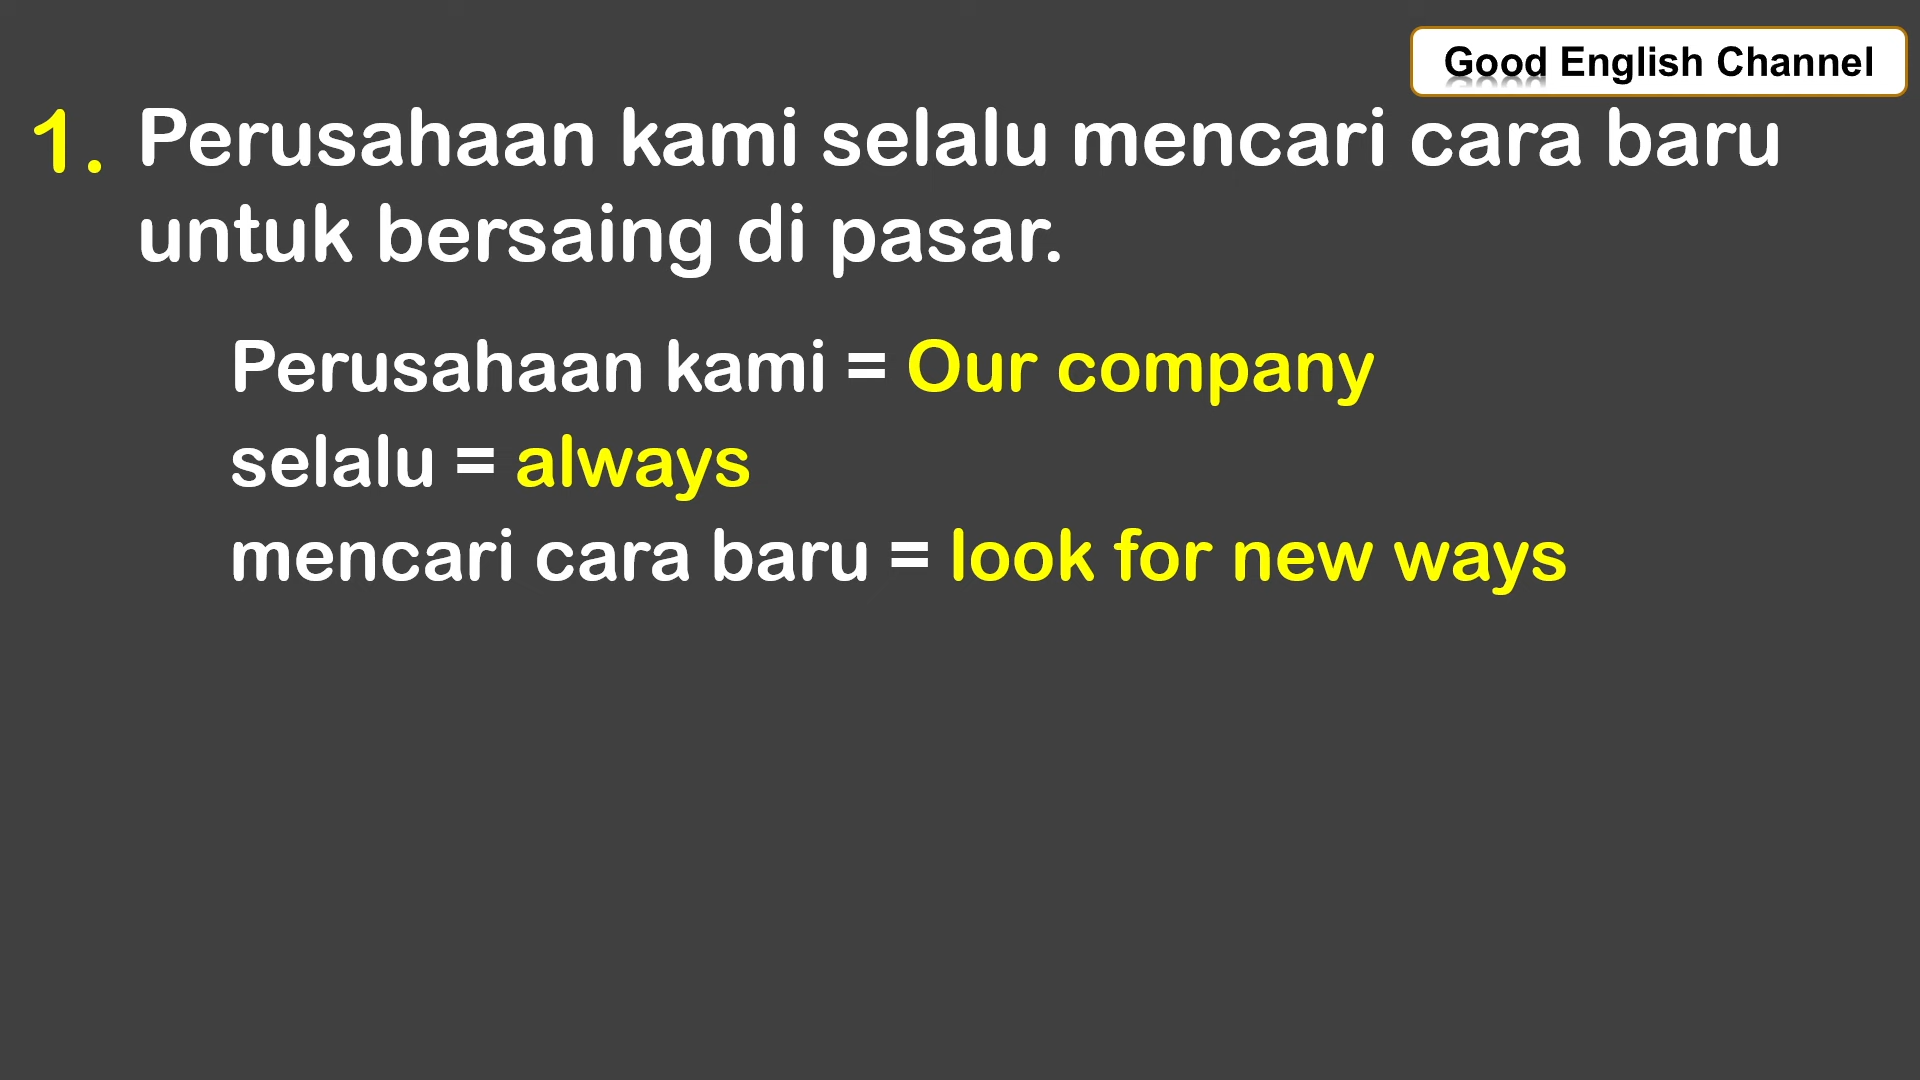 Good English Channel
1. Perusahaan kami selalu mencari cara baru
untuk bersaing di pasar.
Perusahaan kami = Our company
selalu = always
mencari cara baru = look for new ways